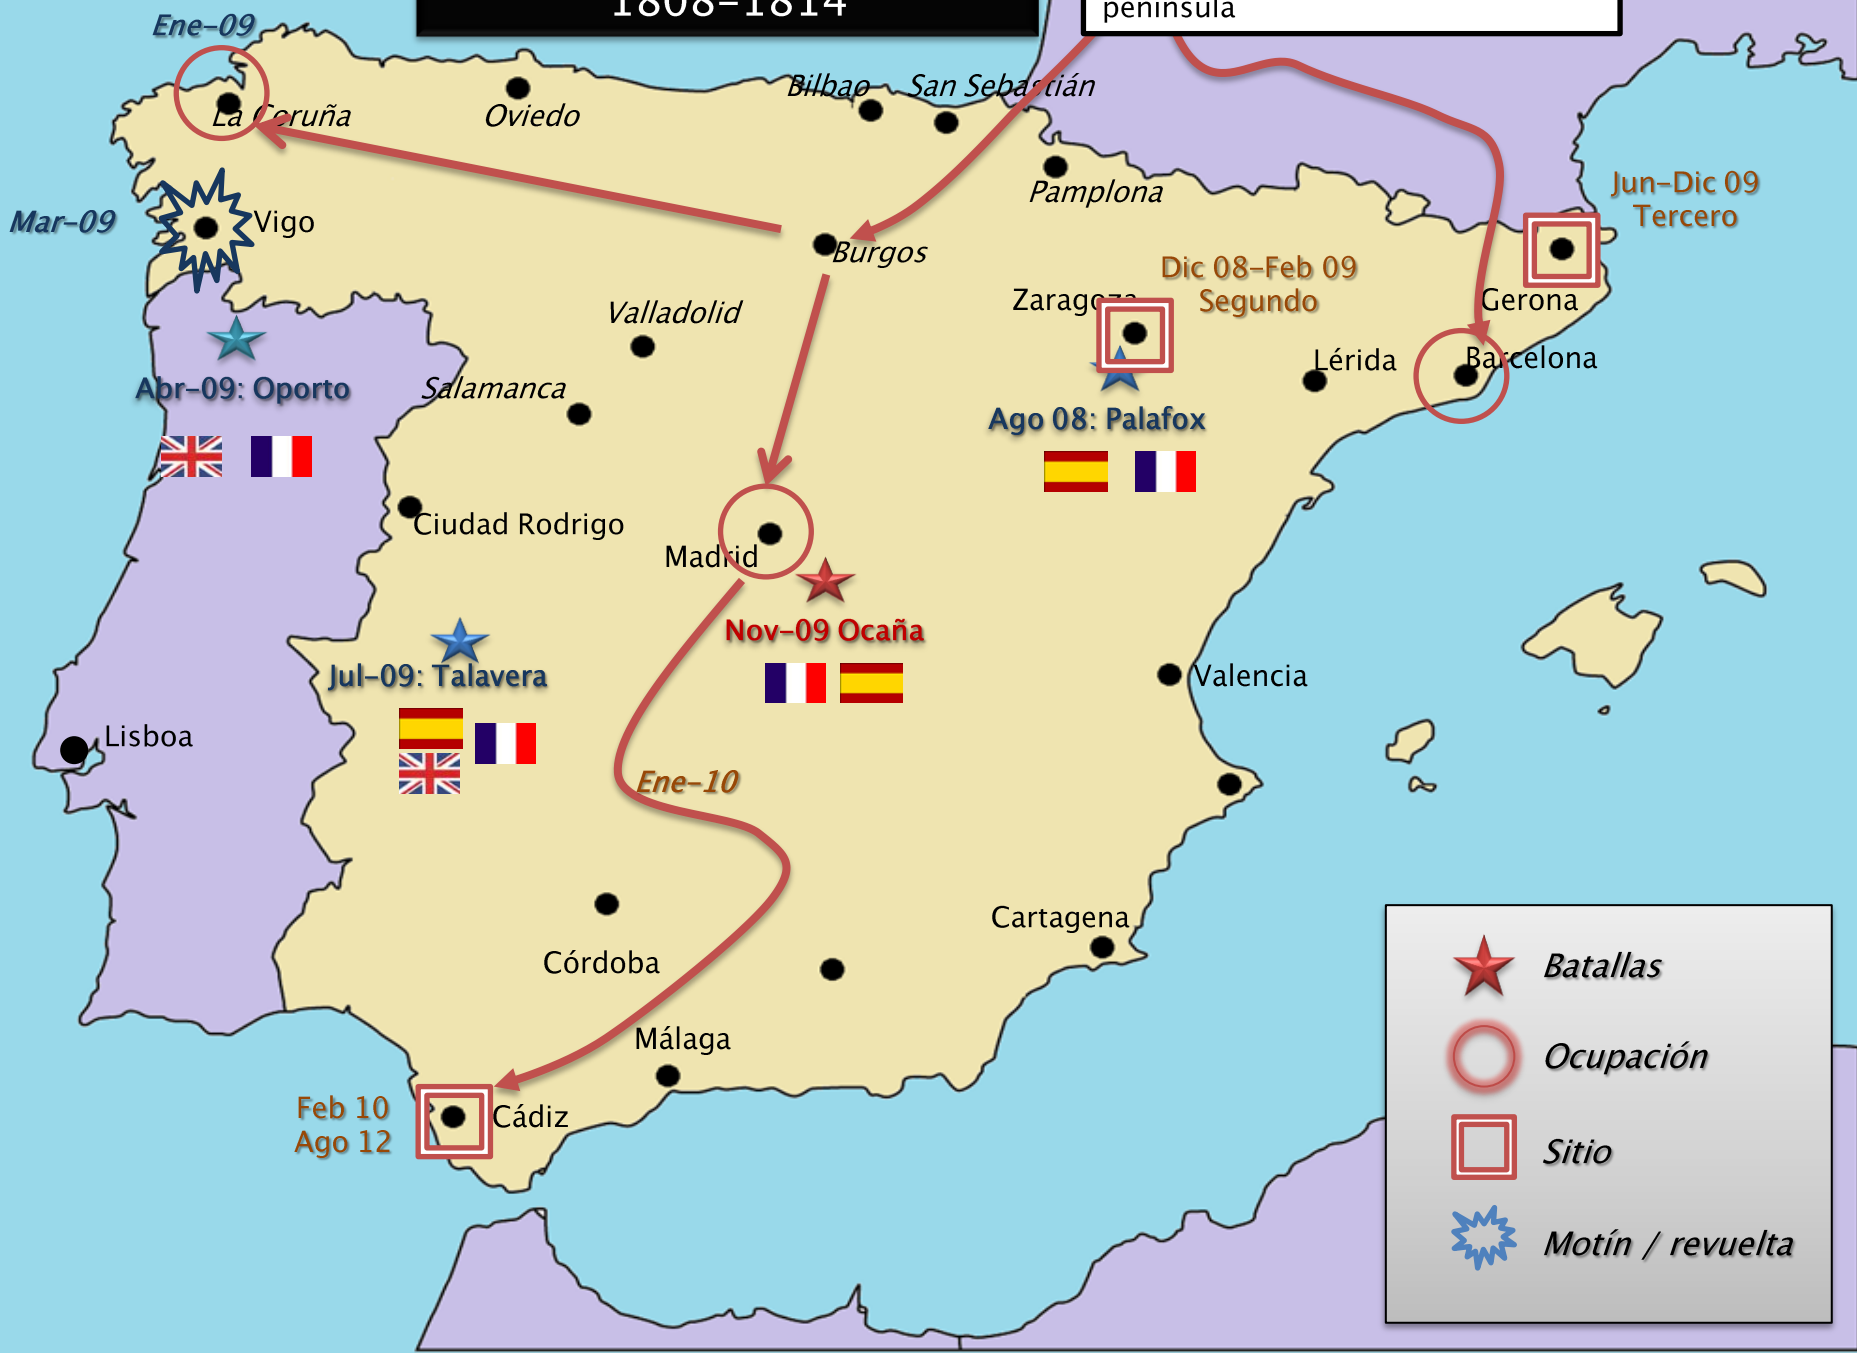 1808–1814
península
Ene-09
La Coruña
Oviedo
Bilbao
San Sebastián
Pamplona
Jun-Dic 09
Tercero
Mar-09
Vigo
Burgos
Dic 08-Feb 09
Segundo
Zaragoza
Gerona
Valladolid
Lérida
Barcelona
Abr-09: Oporto
Salamanca
Ago 08: Palafox
Ciudad Rodrigo
Madrid
Nov-09 Ocaña
Jul-09: Talavera
Valencia
Lisboa
Ene-10
Cartagena
Córdoba
Málaga
Feb 10
Ago 12
Cádiz
Batallas
Ocupación
Sitio
Motín / revuelta